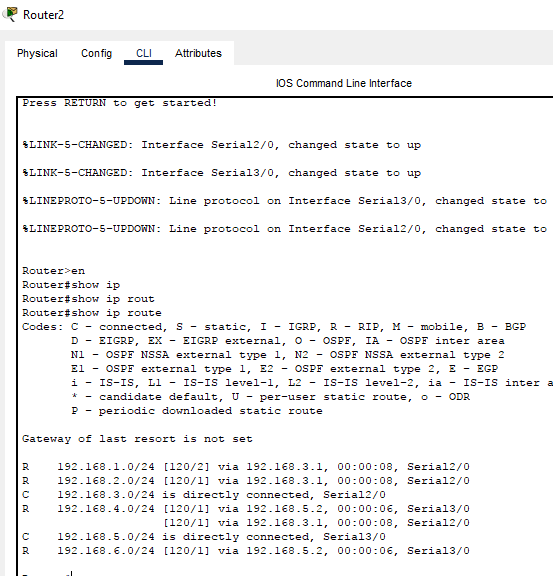 Router2
Physical Config CLI Attributes
IOS Command Line Interface
Press RETURN to get started!
%LINK-5-CHANGED: Interface Serial2/0, changed state to up
%LINK-5-CHANGED: Interface Serial3/0, changed state to up
%LINEPROTO-5-UPDOWN: Line protocol on Interface Serial3/0, changed state to
%LINEPROTO-5-UPDOWN: Line protocol on Interface Serial2/0, changed state to
Router>en
Router#show ip
Router#show ip rout
Router#show ip route
Codes: C - connected, S - static, I - IGRP, R - RIP, M - mobile, B - BGP
D - EIGRP, EX - EIGRP external, O - OSPF, IA - OSPF inter area
N1 - OSPF NSSA external type 1, N2 - OSPF NSSA external type 2
E1 - OSPF external type 1, E2 - OSPF external type 2, E - EGP
i - IS-IS, L1 - IS-IS level-1, L2 - IS-IS level-2, ia - IS-IS inter a
* - candidate default, U - per-user static route, o - ODR
P - periodic downloaded static route
Gateway of last resort is not set
R 192.168.1.0/24 [120/2] via 192.168.3.1, 00:00:08, Serial2/0
R 192.168.2.0/24 [120/1] via 192.168.3.1, 00:00:08, Serial2/0
C 192.168.3.0/24 is directly connected, Serial2/0
R 192.168.4.0/24 [120/1] via 192.168.5.2, 00:00:06, Serial3/0
[120/1] via 192.168.3.1, 00:00:08, Serial2/0
C 192.168.5.0/24 is directly connected, Serial3/0
R 192.168.6.0/24 [120/1] via 192.168.5.2, 00:00:06, Serial3/0